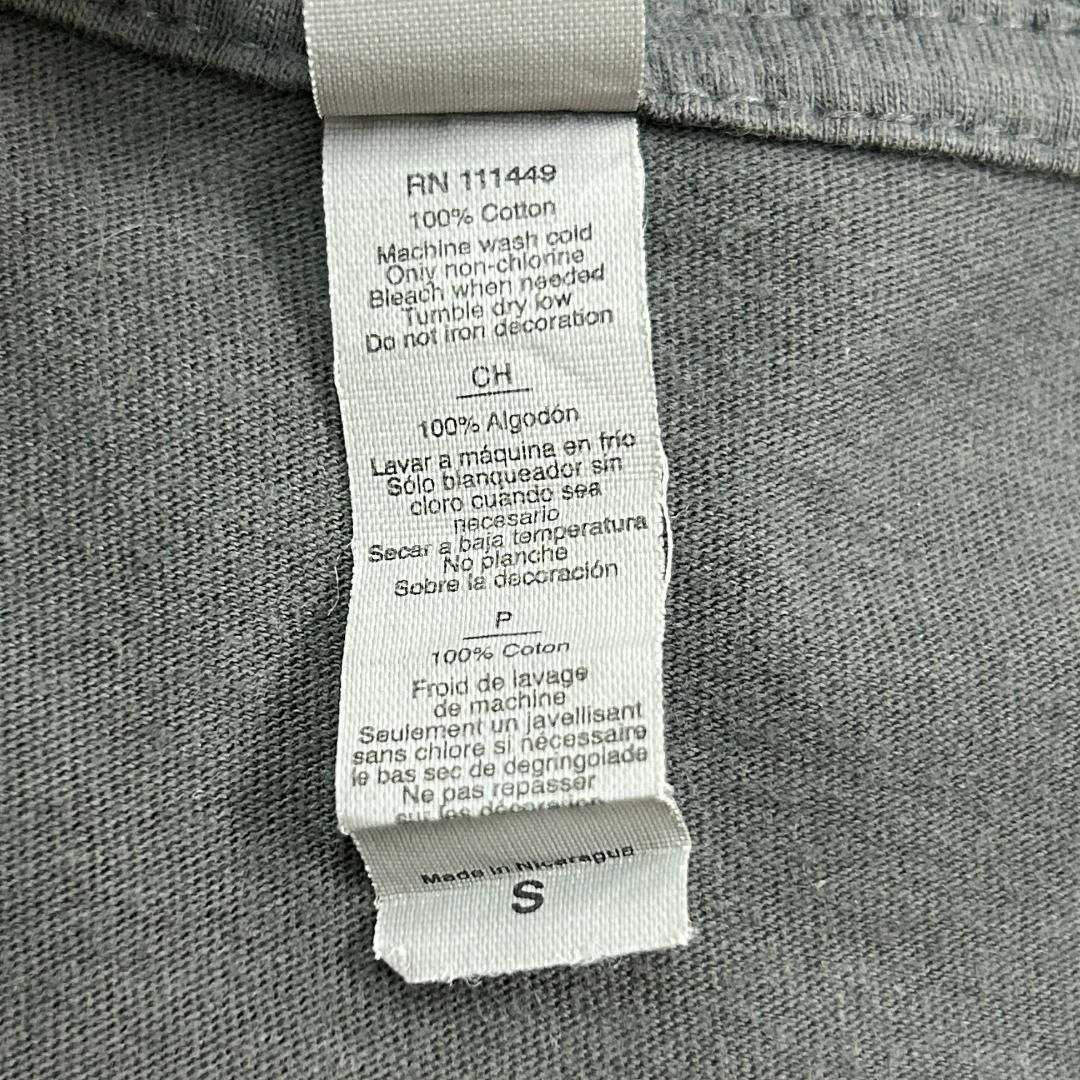 RN 111449
100% Cotton
Machine wash cold
Only non-chlorine
Bleach when needed
Tumble dry low
Do not iron decoration
CH
100% Algodón
Lavar a máquina en frío
Sólo blanqueador sin
cloro cuando sea
necesario
Secar a baja temperatura
No planche
Sobre la decoración
P
100% Coton
Froid de lavage
de machine
Seulement un javellisant
sans chlore si nécessaire
le bas sec de degringolade
Ne pas repasser
sur les décoration
Made in Nicaragua
S